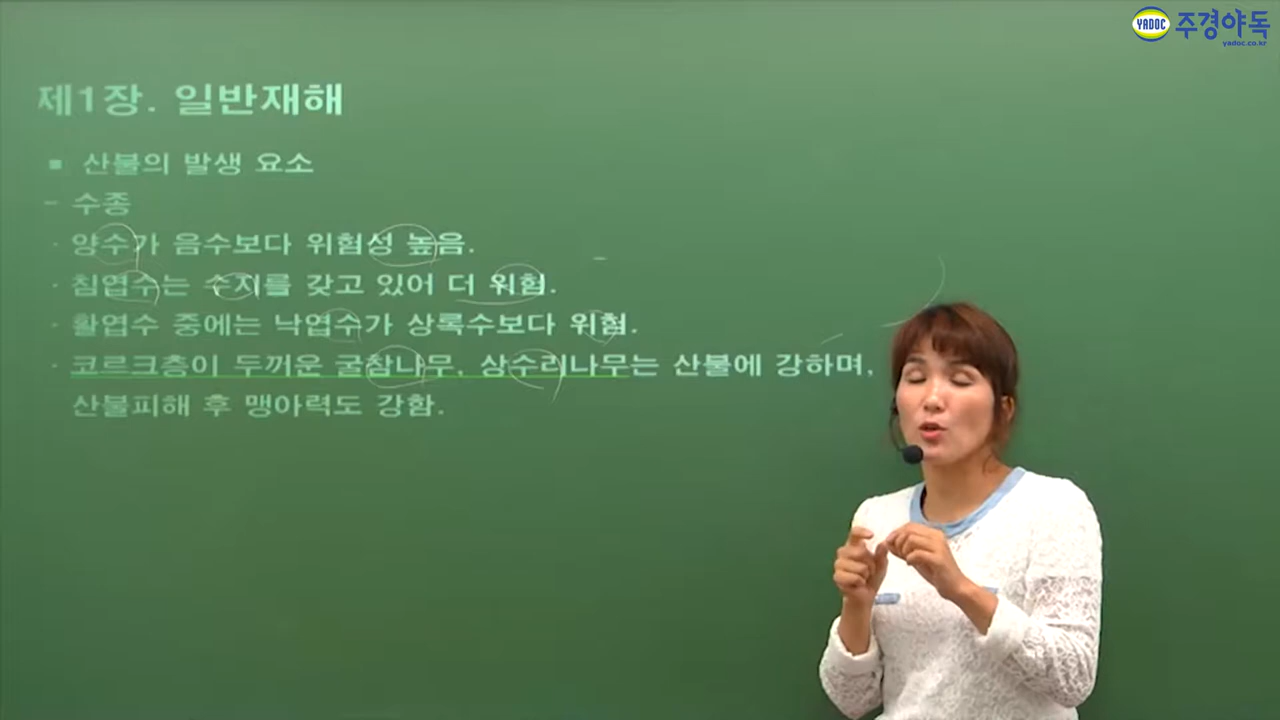 YADOC 주경야독
yadoc.co.kr
제1장. 일반재해
▪ 산불의 발생 요소
- 수종
· 양수가 음수보다 위험성 높음.
· 침엽수는 수지를 갖고 있어 더 위험.
· 활엽수 중에는 낙엽수가 상록수보다 위험.
· 코르크층이 두꺼운 굴참나무, 상수리나무는 산불에 강하며,
산불피해 후 맹아력도 강함.